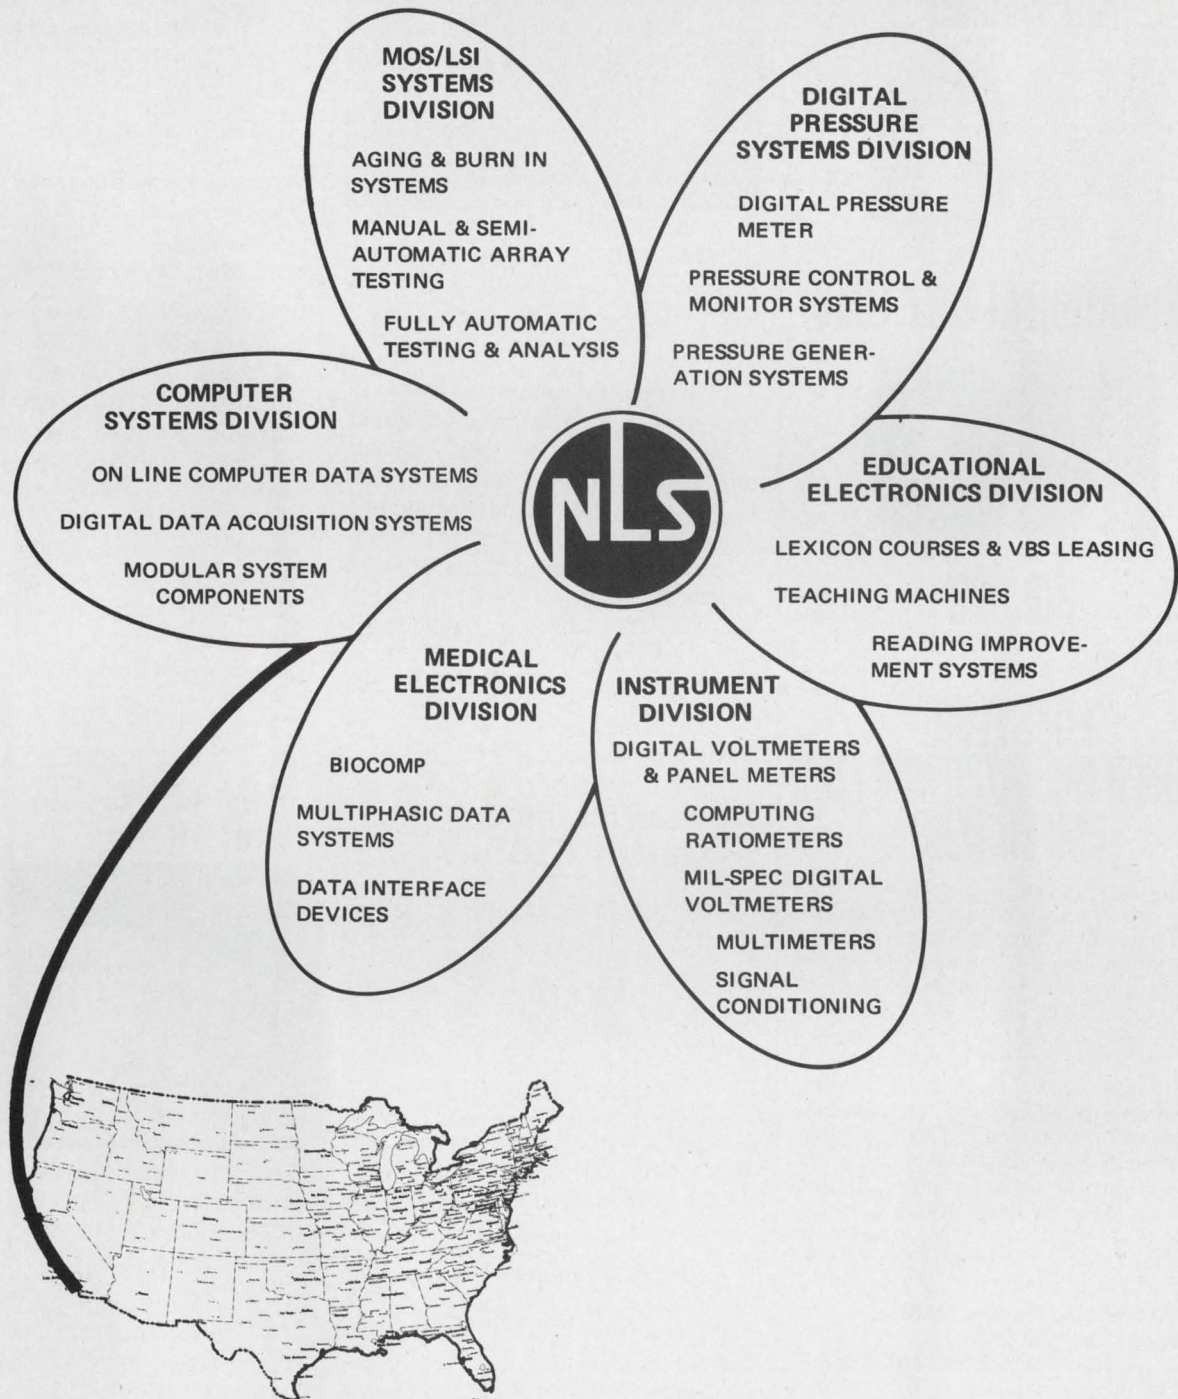 MOS/LSI
SYSTEMS
DIVISION
AGING & BURN IN
SYSTEMS
MANUAL & SEMI-
AUTOMATIC ARRAY
TESTING
FULLY AUTOMATIC
TESTING & ANALYSIS
DIGITAL
PRESSURE
SYSTEMS DIVISION
DIGITAL PRESSURE
METER
PRESSURE CONTROL &
MONITOR SYSTEMS
PRESSURE GENER-
ATION SYSTEMS
COMPUTER
SYSTEMS DIVISION
ON LINE COMPUTER DATA SYSTEMS
DIGITAL DATA ACQUISITION SYSTEMS
MODULAR SYSTEM
COMPONENTS
NLS
EDUCATIONAL
ELECTRONICS DIVISION
LEXICON COURSES & VBS LEASING
TEACHING MACHINES
READING IMPROVE-
MENT SYSTEMS
MEDICAL
ELECTRONICS
DIVISION
BIOCOMP
MULTIPHASIC DATA
SYSTEMS
DATA INTERFACE
DEVICES
INSTRUMENT
DIVISION
DIGITAL VOLTMETERS
& PANEL METERS
COMPUTING
RATIOMETERS
MIL-SPEC DIGITAL
VOLTMETERS
MULTIMETERS
SIGNAL
CONDITIONING